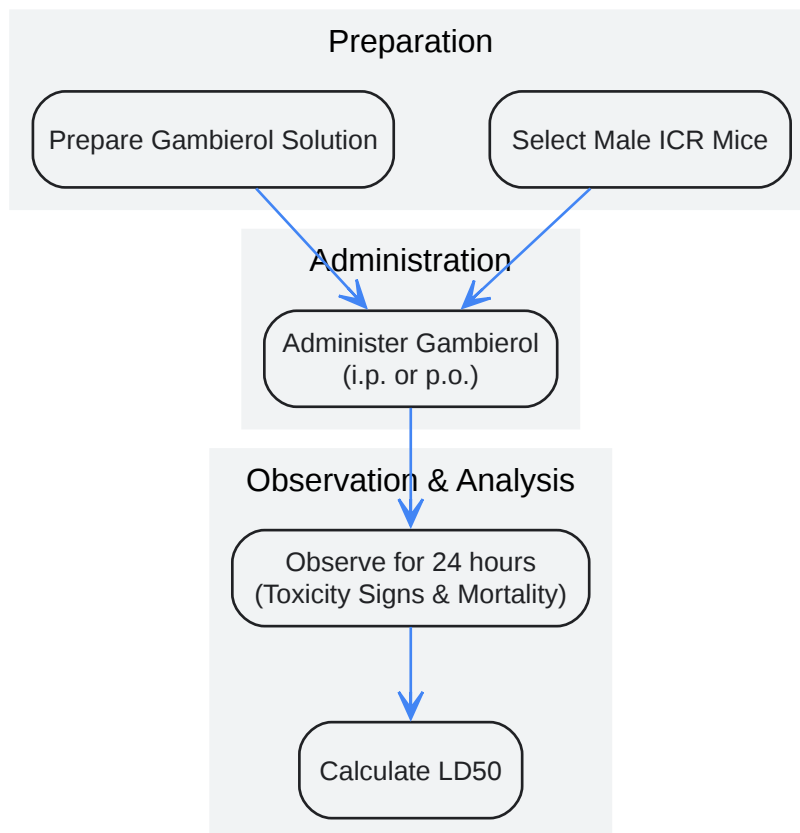 Preparation
Prepare Gambierol Solution
Select Male ICR Mice
Administration
Administer Gambierol
(i.p. or p.o.)
Observation & Analysis
Observe for 24 hours
(Toxicity Signs & Mortality)
Calculate LD50